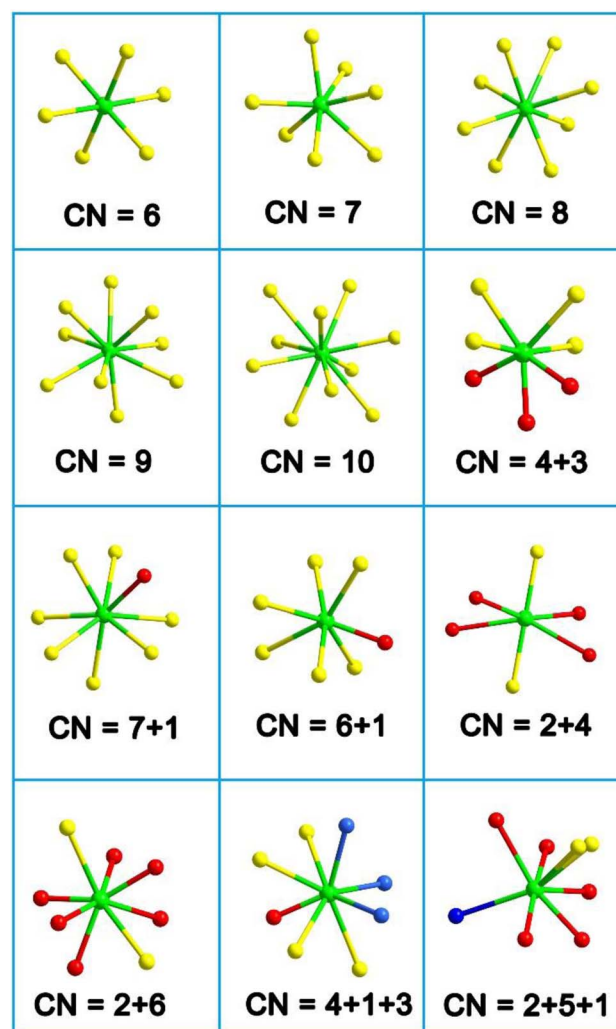 CN = 6
CN = 7
CN = 8
CN = 9
CN = 10
CN = 4+3
CN = 7+1
CN = 6+1
CN = 2+4
CN = 2+6
CN = 4+1+3
CN = 2+5+1